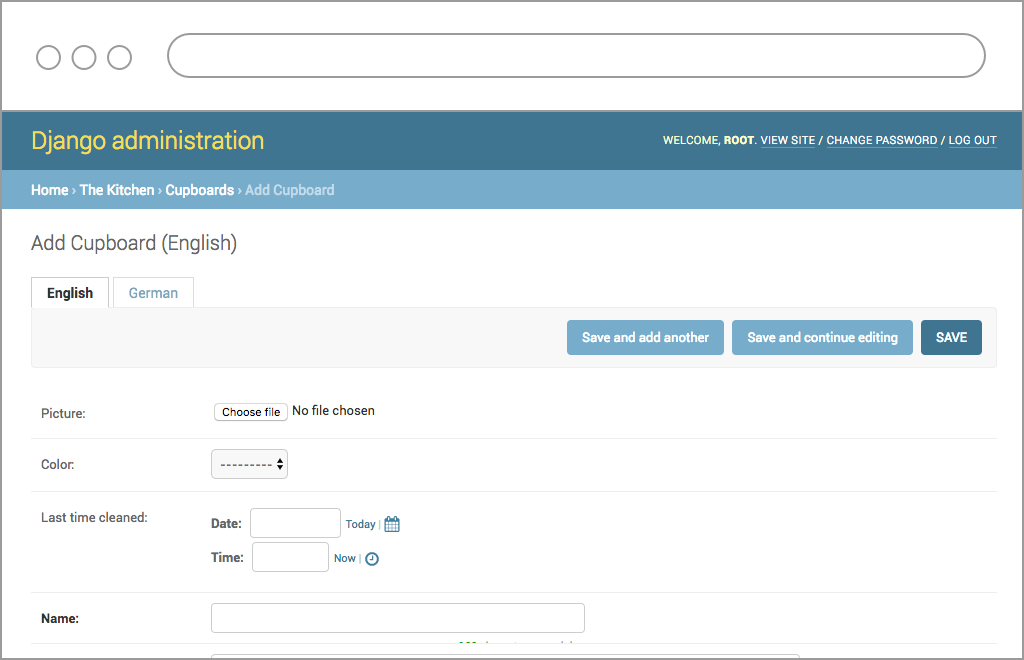 Django administration
WELCOME, ROOT. VIEW SITE / CHANGE PASSWORD / LOG OUT
Home › The Kitchen › Cupboards › Add Cupboard
Add Cupboard (English)
English German
Save and add another Save and continue editing SAVE
Picture: Choose file No file chosen
Color: ---------
Last time cleaned: Date: Today |
Time: Now |
Name: